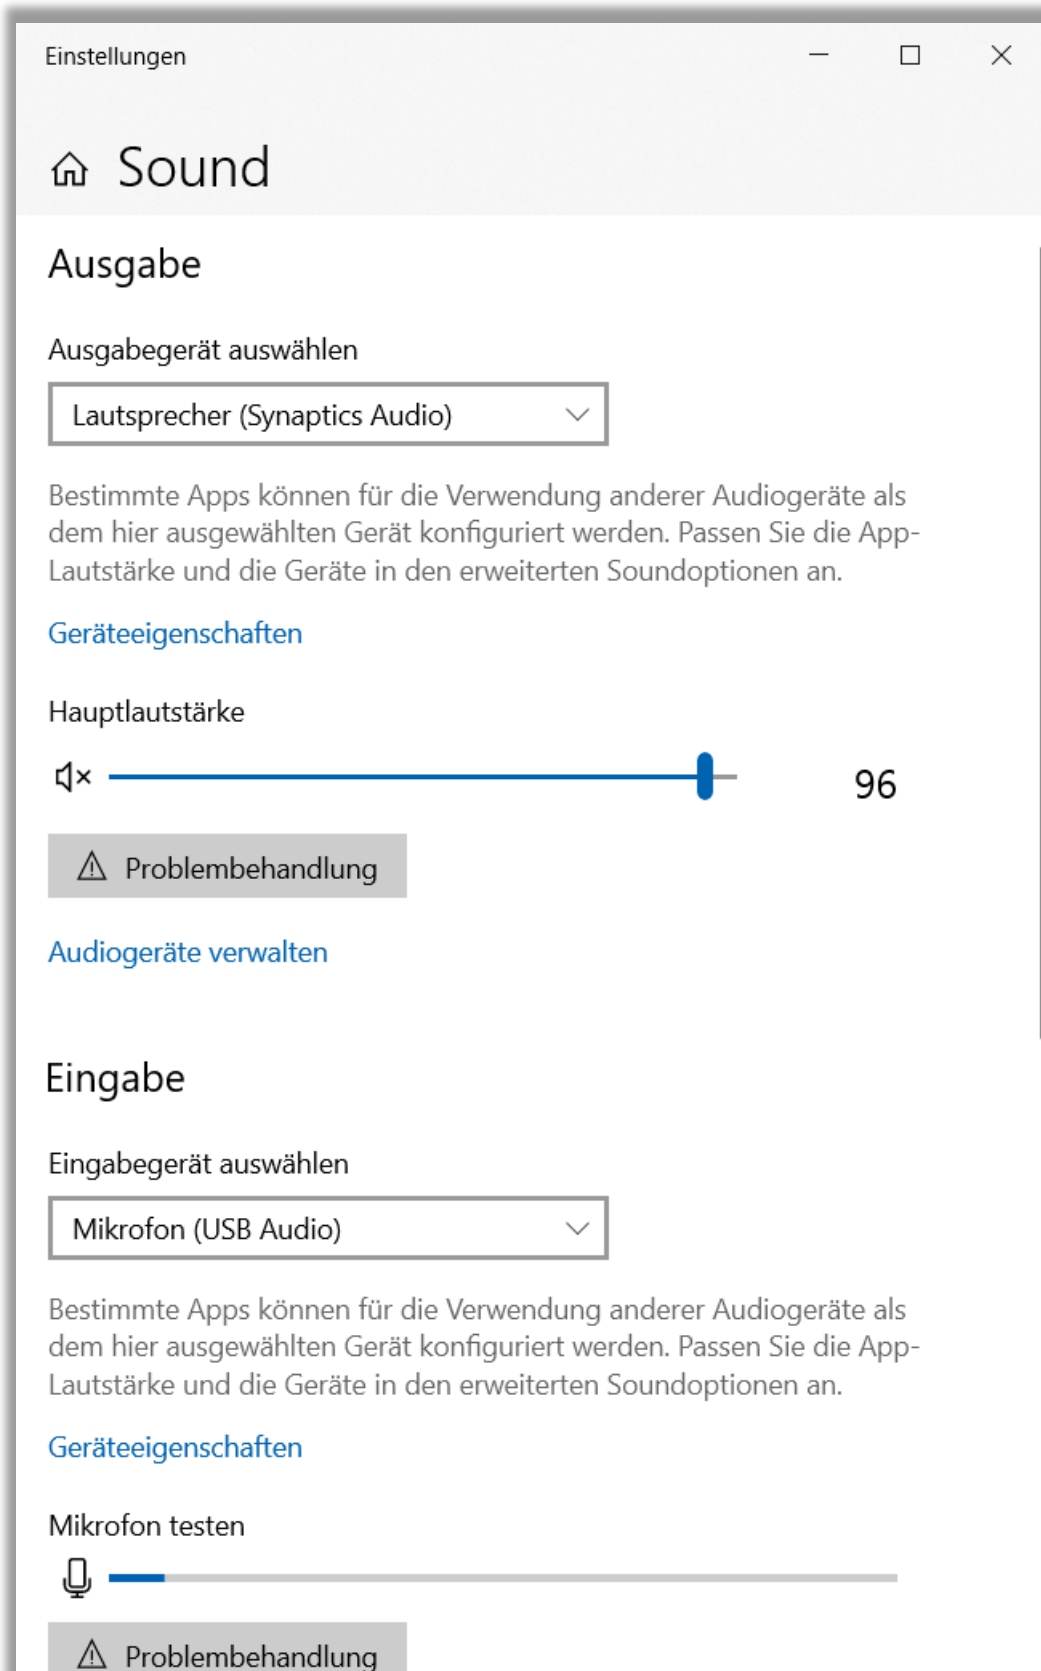 Einstellungen
Sound
Ausgabe
Ausgabegerät auswählen
Lautsprecher (Synaptics Audio)
Bestimmte Apps können für die Verwendung anderer Audiogeräte als
dem hier ausgewählten Gerät konfiguriert werden. Passen Sie die App-
Lautstärke und die Geräte in den erweiterten Soundoptionen an.
Geräteeigenschaften
Hauptlautstärke
96
Problembehandlung
Audiogeräte verwalten
Eingabe
Eingabegerät auswählen
Mikrofon (USB Audio)
Bestimmte Apps können für die Verwendung anderer Audiogeräte als
dem hier ausgewählten Gerät konfiguriert werden. Passen Sie die App-
Lautstärke und die Geräte in den erweiterten Soundoptionen an.
Geräteeigenschaften
Mikrofon testen
Problembehandlung